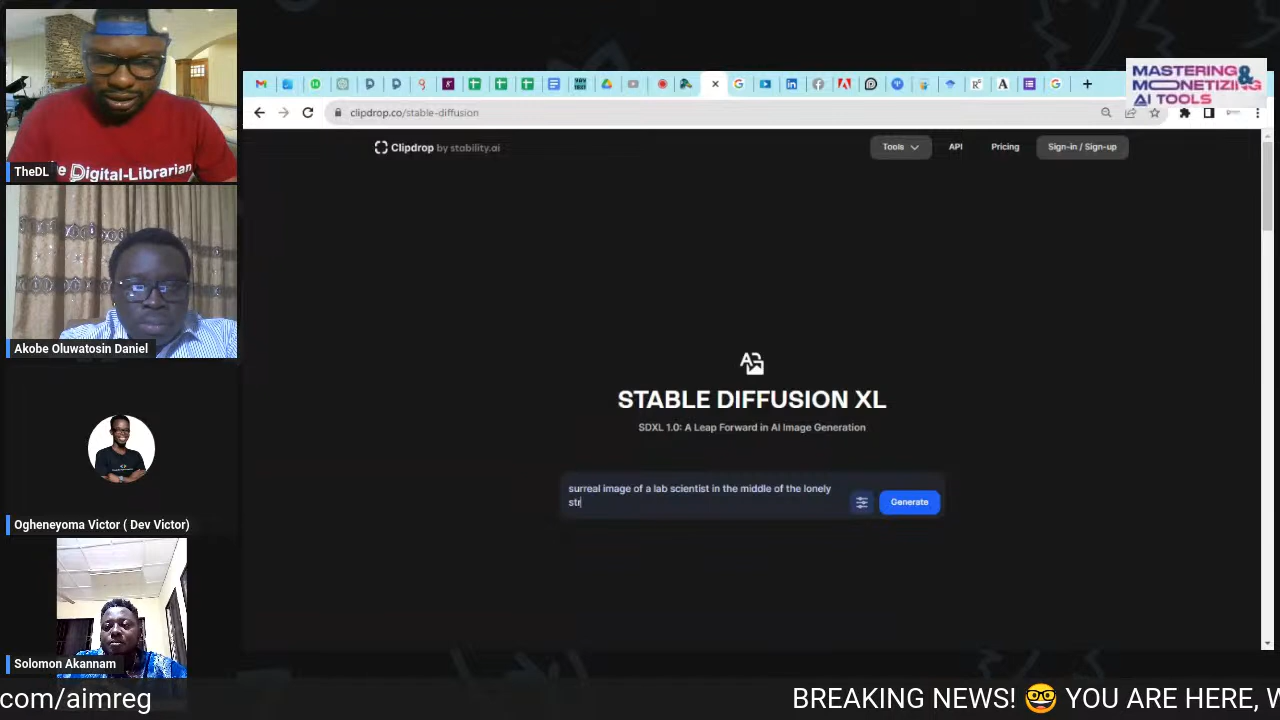 MASTERING &
MONETIZING
AI TOOLS
clipdrop.co/stable-diffusion
Clipdrop by stability.ai
Tools
API
Pricing
Sign-in / Sign-up
Digital-Librarian
TheDL
Akobe Oluwatosin Daniel
STABLE DIFFUSION XL
SDXL 1.0: A Leap Forward in AI Image Generation
surreal image of a lab scientist in the middle of the lonely
str
Generate
Ogheneyoma Victor ( Dev Victor)
Solomon Akannam
com/aimreg
BREAKING NEWS! 🤓 YOU ARE HERE, W